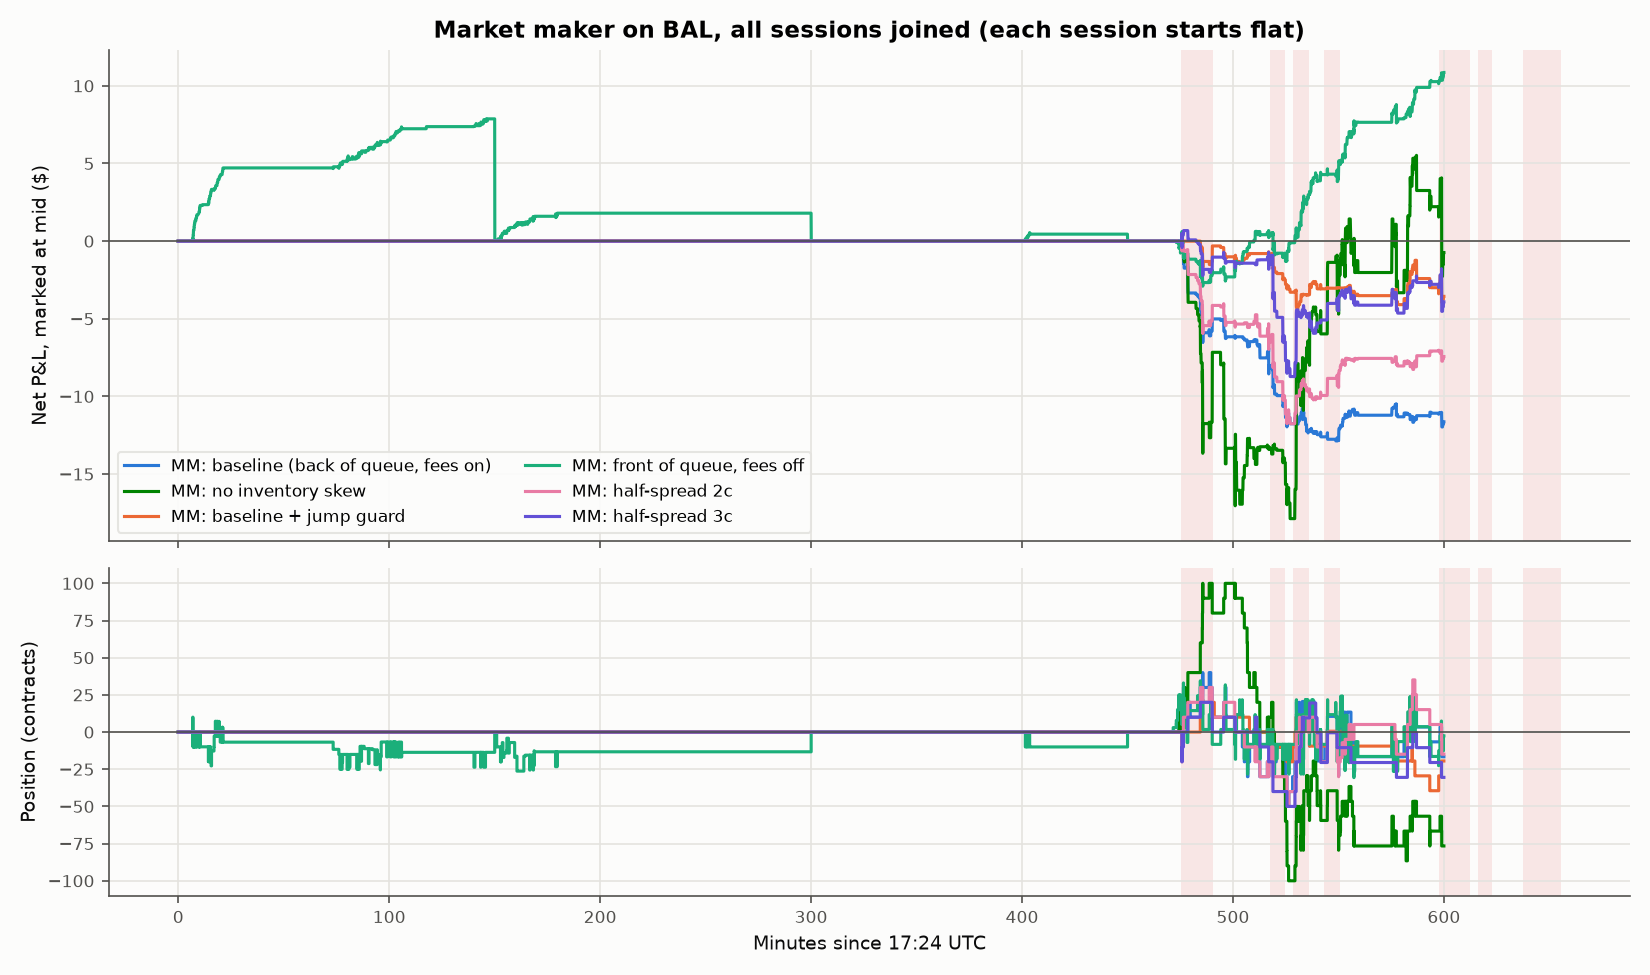 Market maker on BAL, all sessions joined (each session starts flat)
Net P&L, marked at mid ($)
10
5
0
−5
−10
−15
MM: baseline (back of queue, fees on)
MM: no inventory skew
MM: baseline + jump guard
MM: front of queue, fees off
MM: half-spread 2c
MM: half-spread 3c
Position (contracts)
100
75
50
25
0
−25
−50
−75
−100
0 100 200 300 400 500 600
Minutes since 17:24 UTC